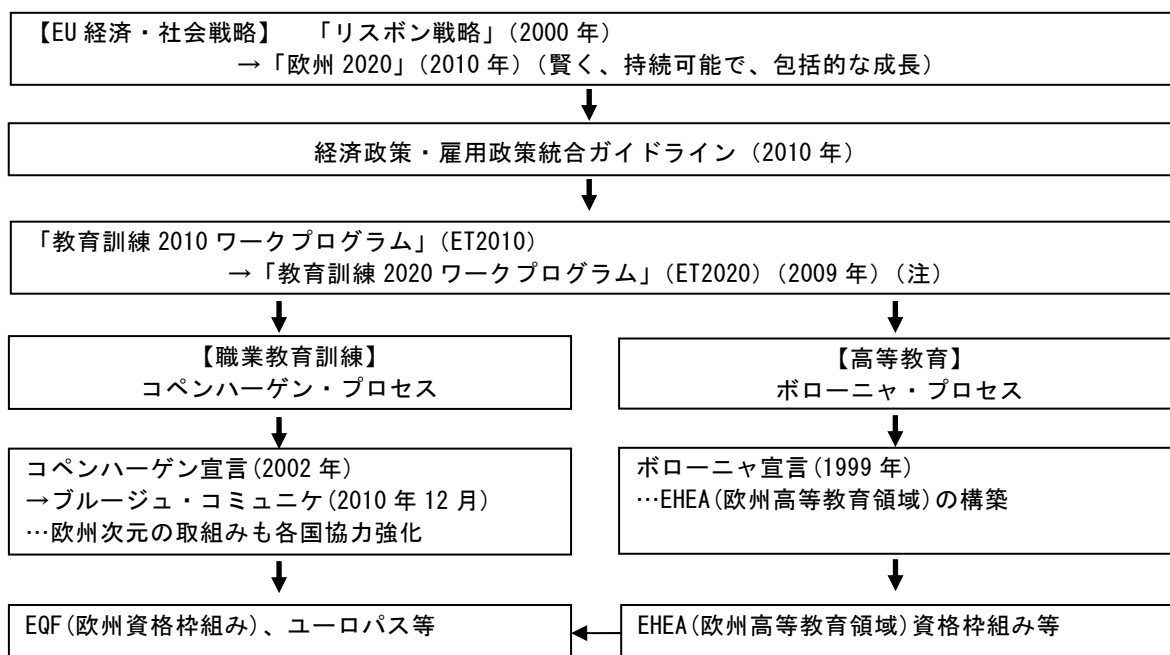 【EU 経済・社会戦略】 「リスボン戦略」(2000 年)
→「欧州 2020」(2010 年)(賢く、持続可能で、包括的な成長)
経済政策・雇用政策統合ガイドライン(2010 年)
「教育訓練 2010 ワークプログラム」(ET2010)
→「教育訓練 2020 ワークプログラム」(ET2020)(2009 年)(注)
【職業教育訓練】
コペンハーゲン・プロセス
【高等教育】
ボローニャ・プロセス
コペンハーゲン宣言(2002 年)
→ブルージュ・コミュニケ(2010 年 12 月)
…欧州次元の取組みも各国協力強化
ボローニャ宣言(1999 年)
…EHEA(欧州高等教育領域)の構築
EQF(欧州資格枠組み)、ユーロパス等
EHEA(欧州高等教育領域)資格枠組み等